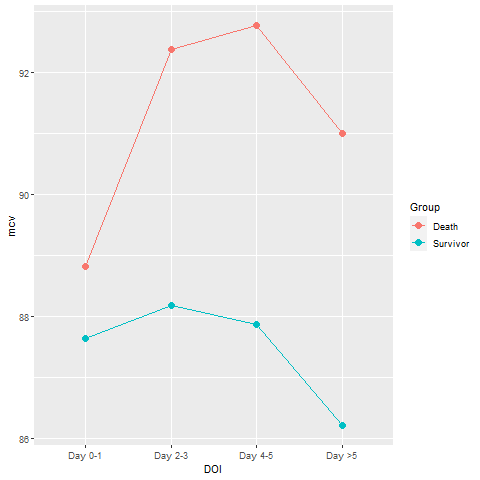 mcv
92
90
88
86
Day 0-1 Day 2-3 Day 4-5 Day >5
DOI
Group
Death
Survivor